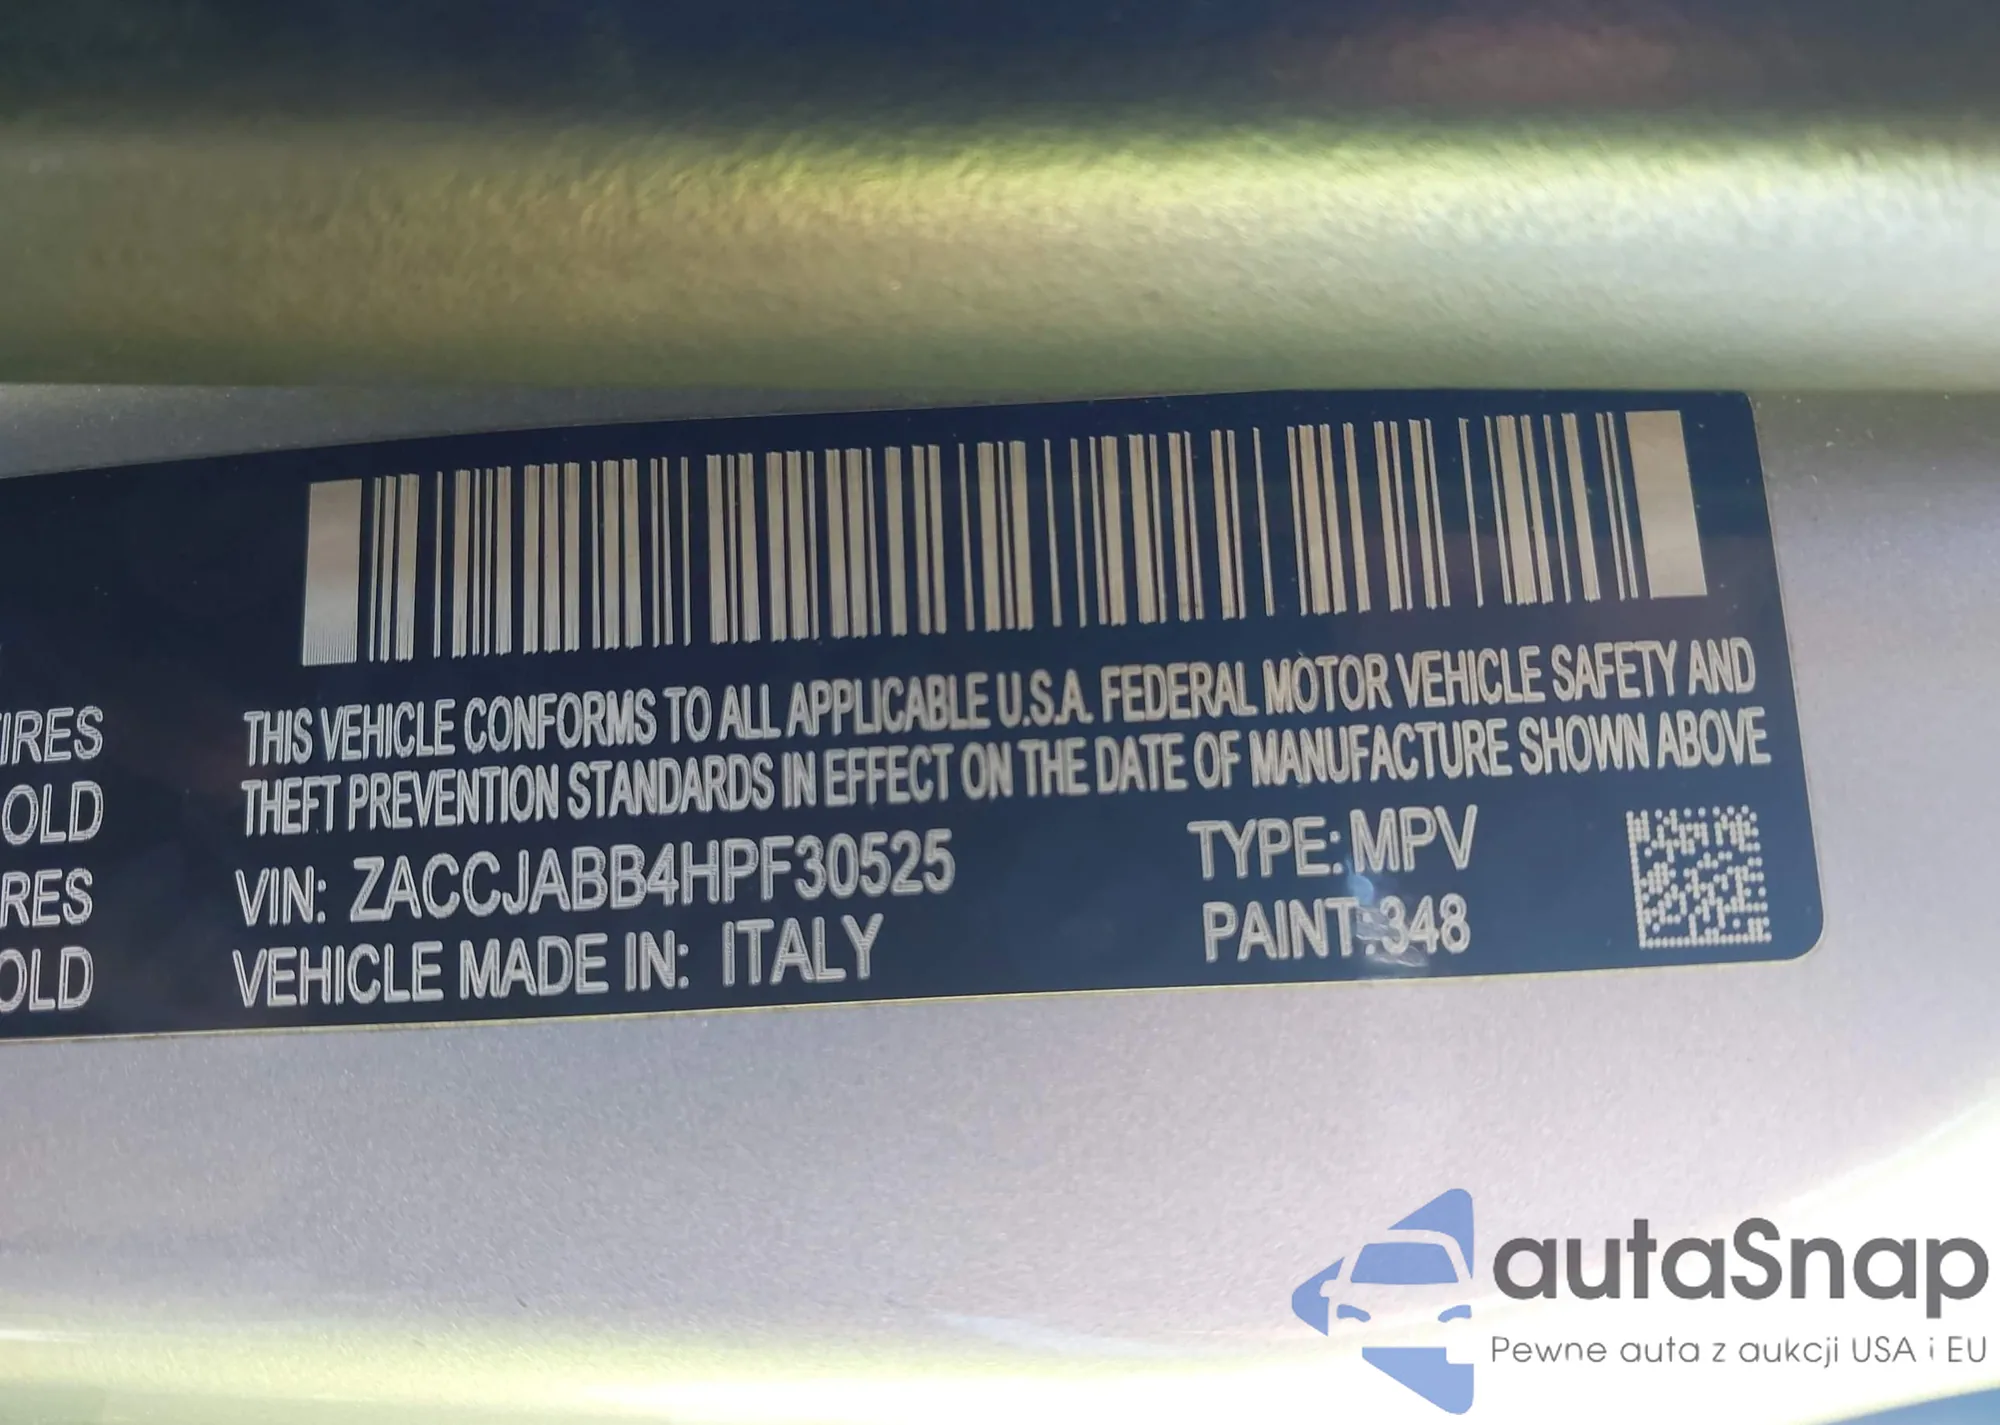 THIS VEHICLE CONFORMS TO ALL APPLICABLE U.S.A. FEDERAL MOTOR VEHICLE SAFETY AND
THEFT PREVENTION STANDARDS IN EFFECT ON THE DATE OF MANUFACTURE SHOWN ABOVE
VIN: ZACCJABB4HPF30525
TYPE: MPV
VEHICLE MADE IN: ITALY
PAINT: 348
IRES
OLD
RES
OLD
autaSnap
Pewne auta z aukcji USA i EU